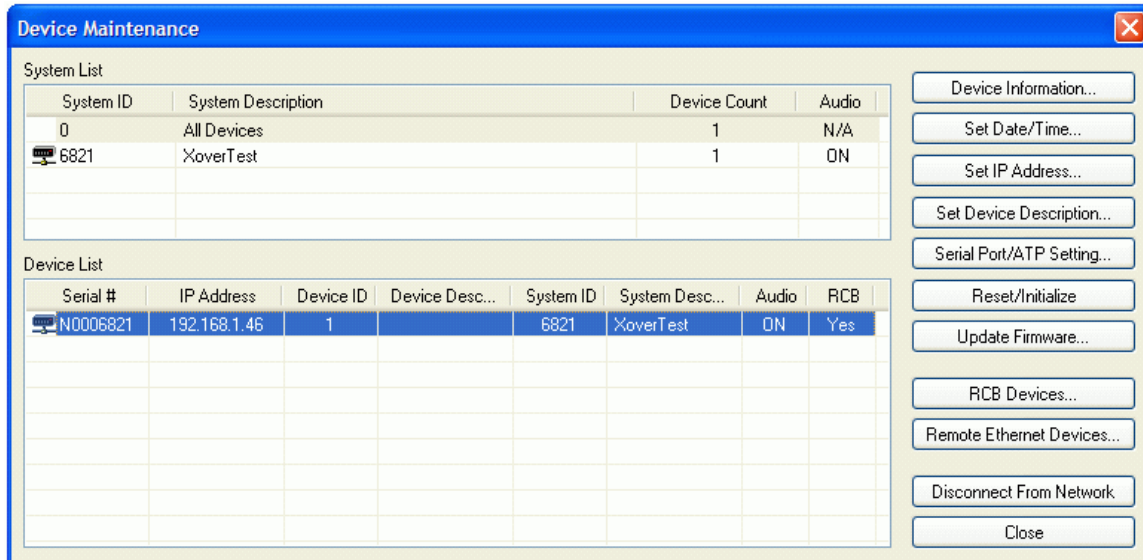 Device Maintenance
System List
System ID System Description Device Count Audio
0 All Devices 1 N/A
6821 XoverTest 1 ON
Device List
Serial # IP Address Device ID Device Desc... System ID System Desc... Audio RCB
N0006821 192.168.1.46 1 6821 XoverTest ON Yes
Device Information...
Set Date/Time...
Set IP Address...
Set Device Description...
Serial Port/ATP Setting...
Reset/Initialize
Update Firmware...
RCB Devices...
Remote Ethernet Devices...
Disconnect From Network
Close